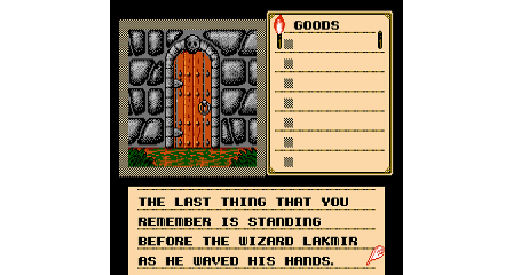 GOODS
THE LAST THING THAT YOU
REMEMBER IS STANDING
BEFORE THE WIZARD LAKMIR
AS HE WAVED HIS HANDS.